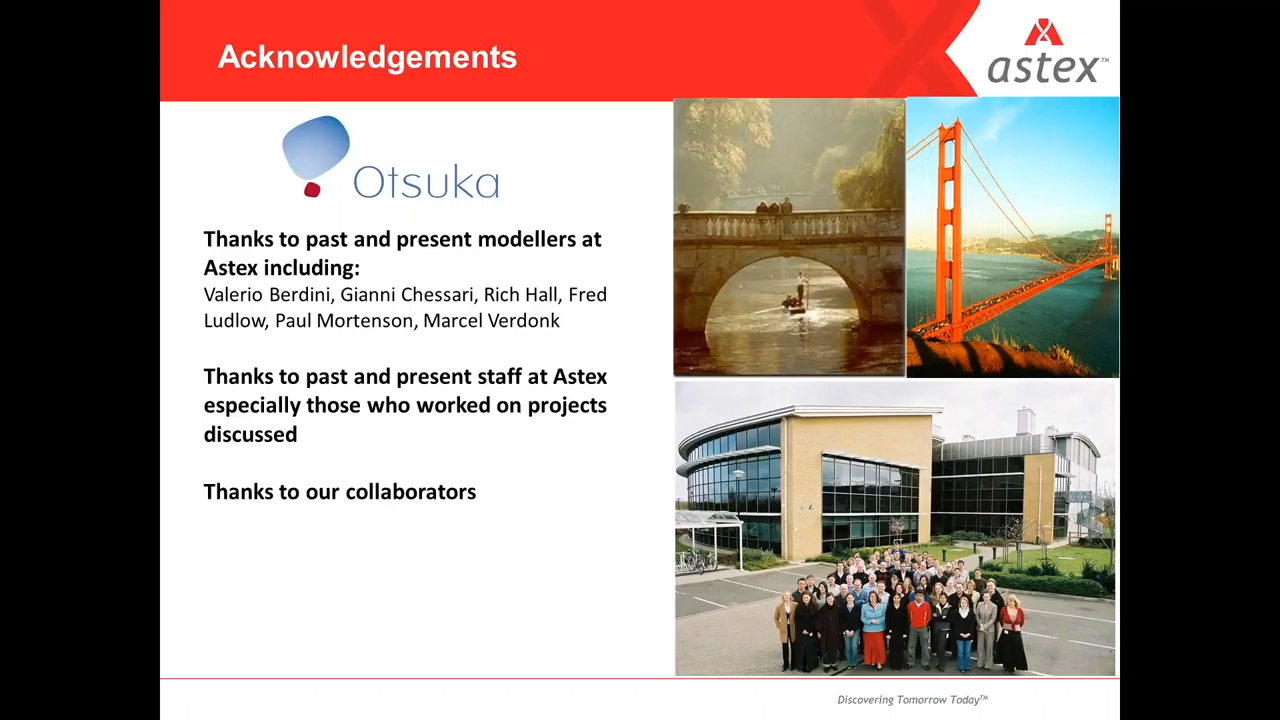 Acknowledgements
astex™
Otsuka
Thanks to past and present modellers at
Astex including:
Valerio Berdini, Gianni Chessari, Rich Hall, Fred
Ludlow, Paul Mortenson, Marcel Verdonk
Thanks to past and present staff at Astex
especially those who worked on projects
discussed
Thanks to our collaborators
Discovering Tomorrow Today™